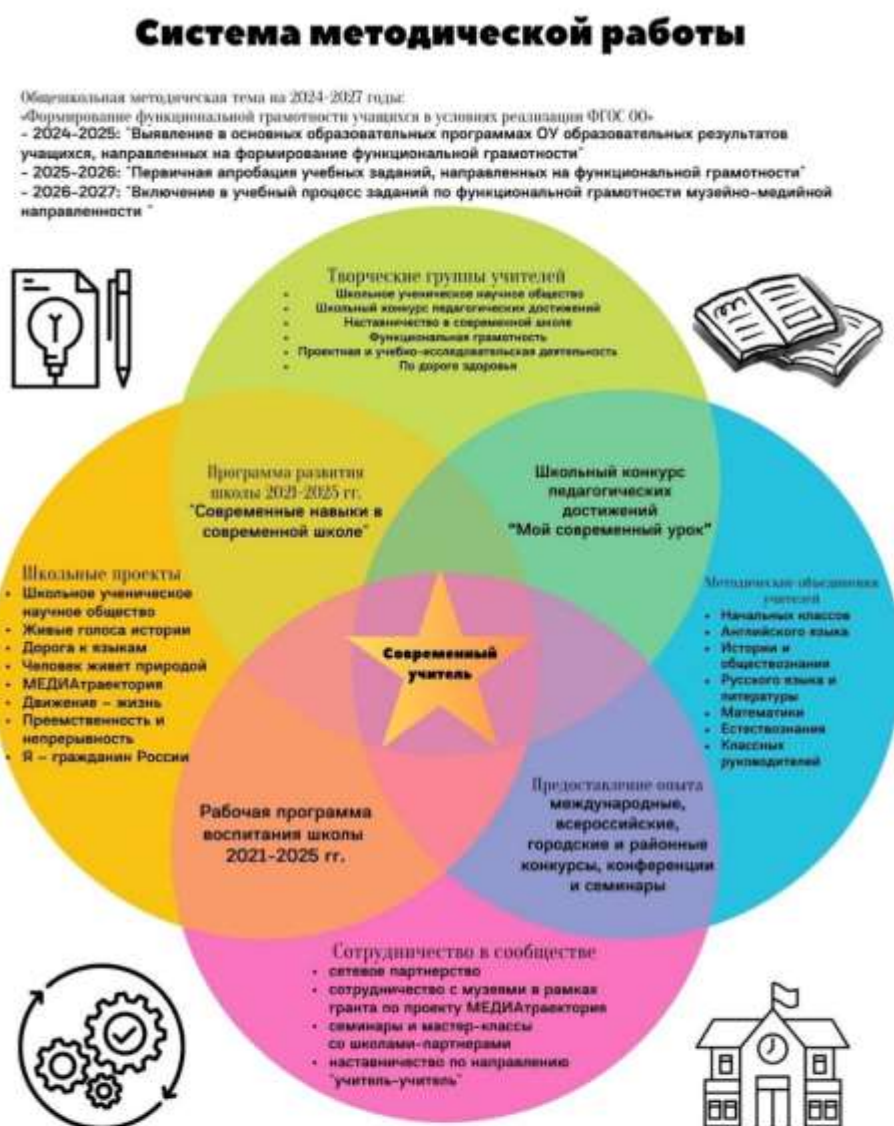 Система методической работы
Общешкольная методическая тема на 2024-2027 годы:
«Формирование функциональной грамотности учащихся в условиях реализации ФГОС ОО»
- 2024-2025: "Выявление в основных образовательных программах ОУ образовательных результатов
учащихся, направленных на формирование функциональной грамотности"
- 2025-2026: "Первичная апробация учебных заданий, направленных на функциональной грамотности"
- 2026-2027: "Включение в учебный процесс заданий по функциональной грамотности музейно-медийной
направленности "
Творческие группы учителей
• Школьное ученическое научное общество
• Школьный конкурс педагогических достижений
• Наставничество в современной школе
• Функциональная грамотность
• Проектная и учебно-исследовательская деятельность
• По дороге здоровья
Программа развития
школы 2021-2025 гг.
"Современные навыки в
современной школе"
Школьный конкурс
педагогических
достижений
"Мой современный урок"
Школьные проекты
• Школьное ученическое
научное общество
• Живые голоса истории
• Дорога к языкам
• Человек живет природой
• МЕДИАтраектория
• Движение – жизнь
• Преемственность и
непрерывность
• Я – гражданин России
Современный
учитель
Методические объединения
учителей
• Начальных классов
• Английского языка
• Истории и
обществознания
• Русского языка и
литературы
• Математики
• Естествознания
• Классных
руководителей
Рабочая программа
воспитания школы
2021-2025 гг.
Предоставление опыта
международные,
всероссийские,
городские и районные
конкурсы, конференции
и семинары
Сотрудничество в сообществе
• сетевое партнерство
• сотрудничество с музеями в рамках
гранта по проекту МЕДИАтраектория
• семинары и мастер-классы
со школами-партнерами
• наставничество по направлению
"учитель-учитель"